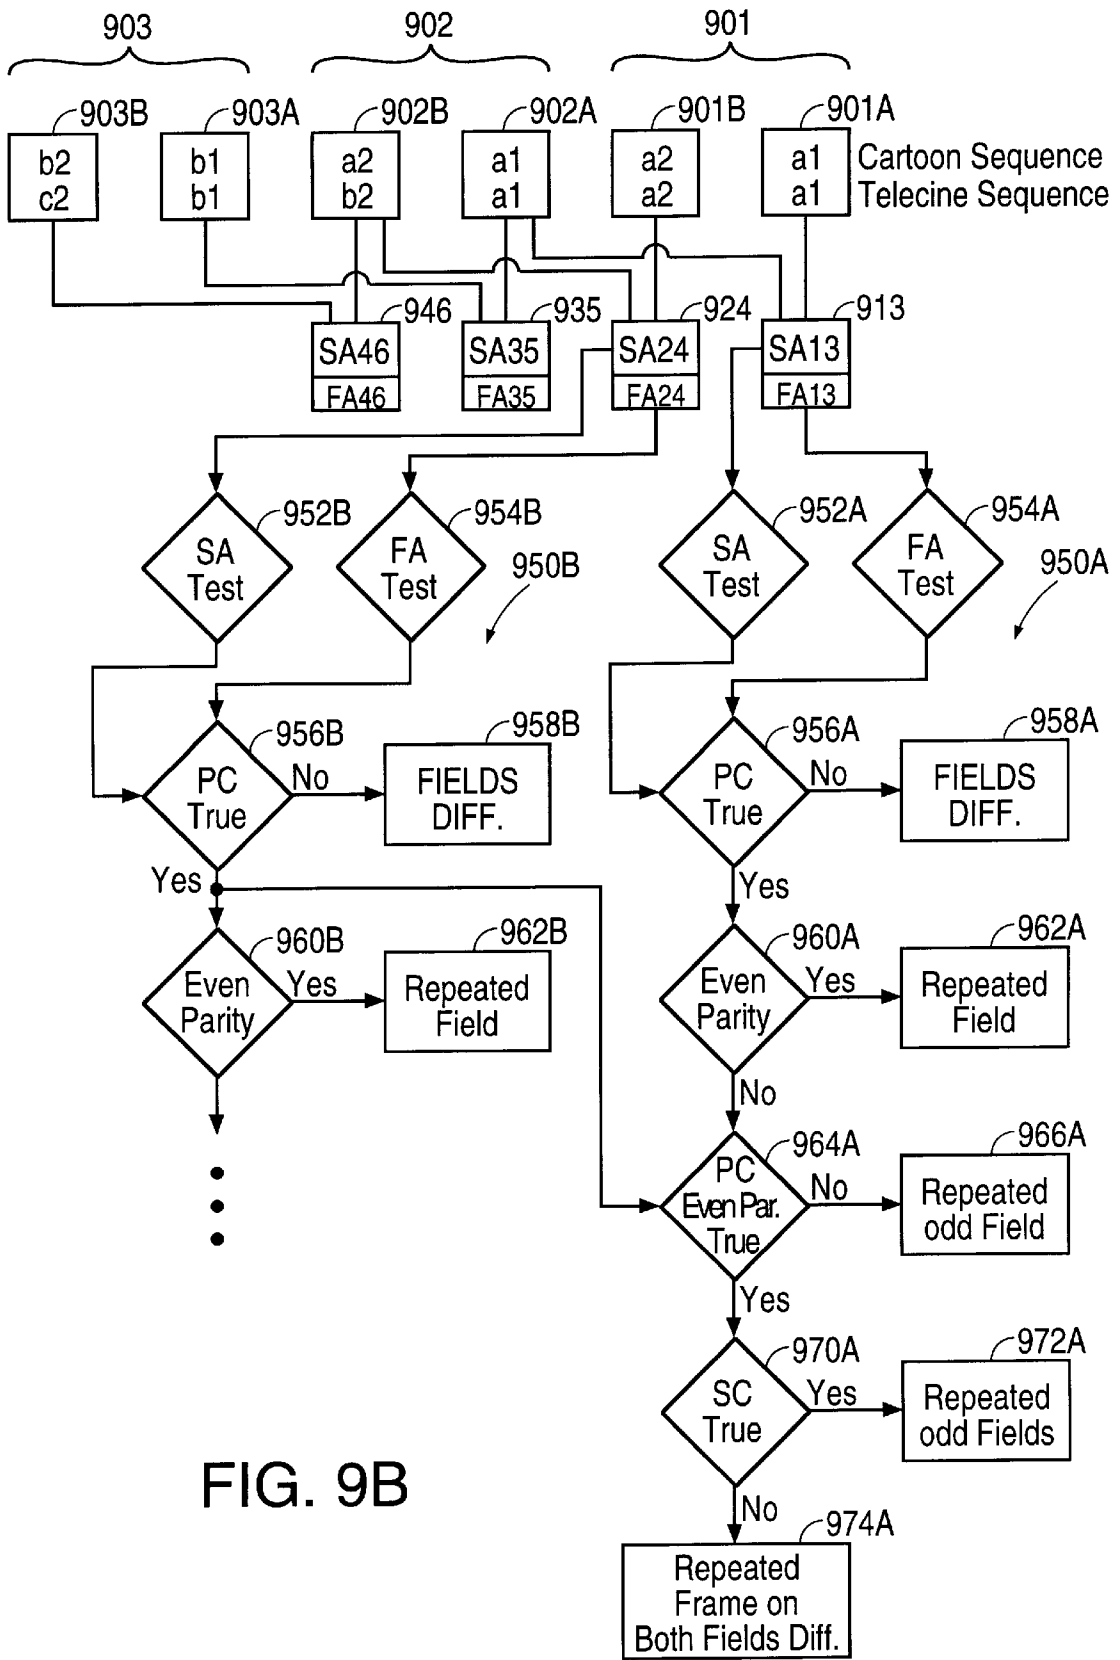 903
902
901
903B
903A
902B
902A
901B
901A
b2
c2
b1
b1
a2
b2
a1
a1
a2
a2
a1
a1
Cartoon Sequence
Telecine Sequence
946
935
924
913
SA46
FA46
SA35
FA35
SA24
FA24
SA13
FA13
952B
SA
Test
954B
FA
Test
950B
952A
SA
Test
954A
FA
Test
950A
956B
PC
True
No
958B
FIELDS
DIFF.
956A
PC
True
No
958A
FIELDS
DIFF.
Yes
Yes
960B
Even
Parity
Yes
962B
Repeated
Field
960A
Even
Parity
Yes
962A
Repeated
Field
No
964A
PC
Even Par.
True
No
966A
Repeated
odd Field
Yes
970A
SC
True
Yes
972A
Repeated
odd Fields
No
974A
Repeated
Frame on
Both Fields Diff.
FIG. 9B